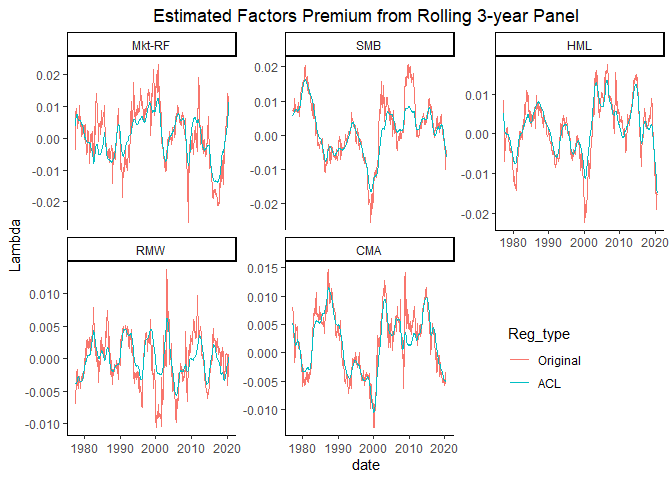 Estimated Factors Premium from Rolling 3-year Panel
Mkt-RF
SMB
HML
0.02
0.01
0.00
-0.01
-0.02
0.02
0.01
0.00
-0.01
-0.02
0.01
0.00
-0.01
-0.02
1980 1990 2000 2010 2020
Lambda
RMW
CMA
0.010
0.005
0.000
-0.005
-0.010
0.015
0.010
0.005
0.000
-0.005
-0.010
Reg_type
Original
ACL
1980 1990 2000 2010 2020
1980 1990 2000 2010 2020
date